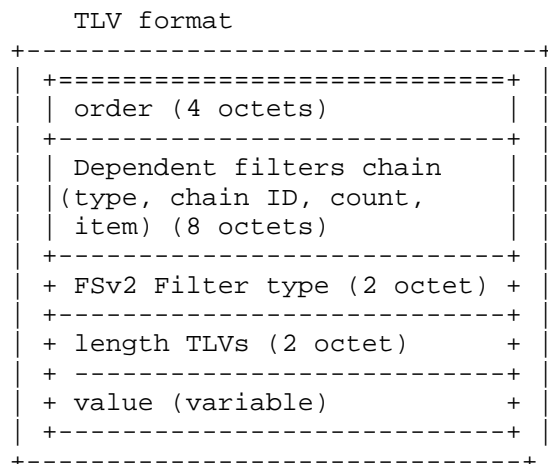 TLV format
order (4 octets)
Dependent filters chain
(type, chain ID, count,
item) (8 octets)
+ FSv2 Filter type (2 octet) +
+ length TLVs (2 octet) +
+ value (variable) +